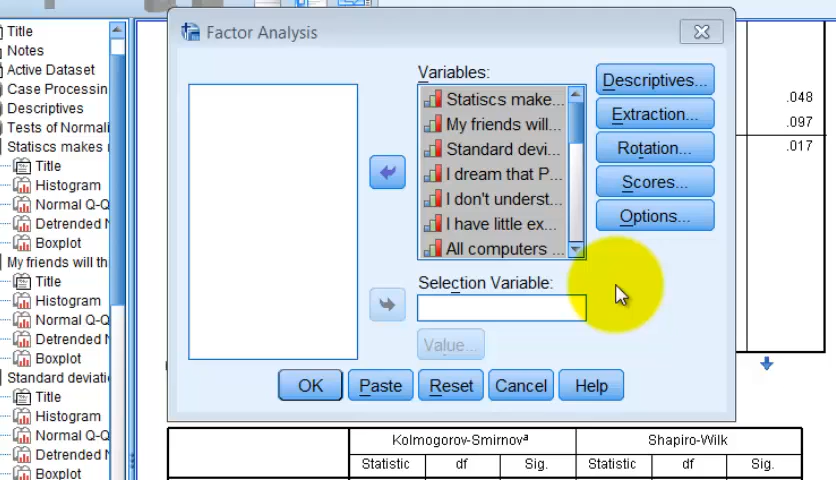 Title
Notes
Active Dataset
Case Processin
Descriptives
Tests of Normali
Statiscs makes
Title
Histogram
Normal Q-Q
Detrended N
Boxplot
My friends will th
Title
Histogram
Normal Q-Q
Detrended N
Boxplot
Standard deviati
Title
Histogram
Normal Q-Q
Detrended N
Boxplot
Factor Analysis
Variables:
Statiscs make...
My friends will...
Standard devi...
I dream that P...
I don't underst...
I have little ex...
All computers ...
Selection Variable:
Value...
Descriptives...
Extraction...
Rotation...
Scores...
Options...
OK
Paste
Reset
Cancel
Help
.048
.097
.017
Kolmogorov-Smirnovª
Shapiro-Wilk
Statistic
df
Sig.
Statistic
df
Sig.